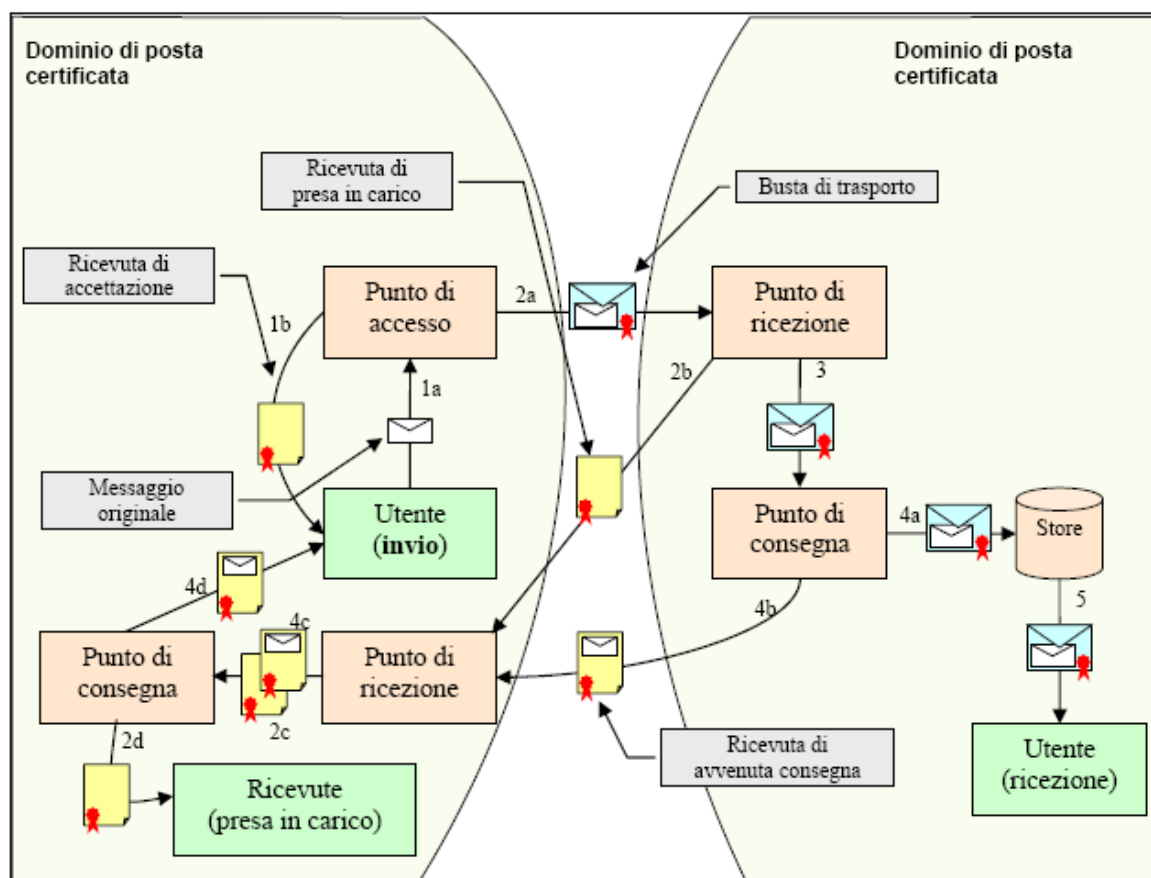 Dominio di posta
certificata
Dominio di posta
certificata
Ricevuta di
presa in carico
Busta di trasporto
Ricevuta di
accettazione
Punto di
accesso
2a
Punto di
ricezione
1b
1a
2b
3
Messaggio
originale
Utente
(invio)
Punto di
consegna
4a
Store
4d
4b
5
4c
Punto di
consegna
Punto di
ricezione
2c
2d
Ricevute
(presa in carico)
Ricevuta di
avvenuta consegna
Utente
(ricezione)